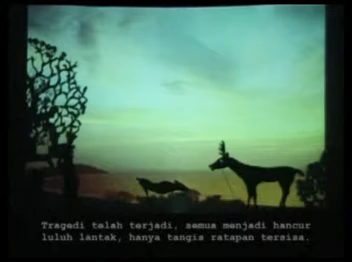 Tragedi telah terjadi, semua menjadi hancur
luluh lantak, hanya tangis ratapan tersisa.